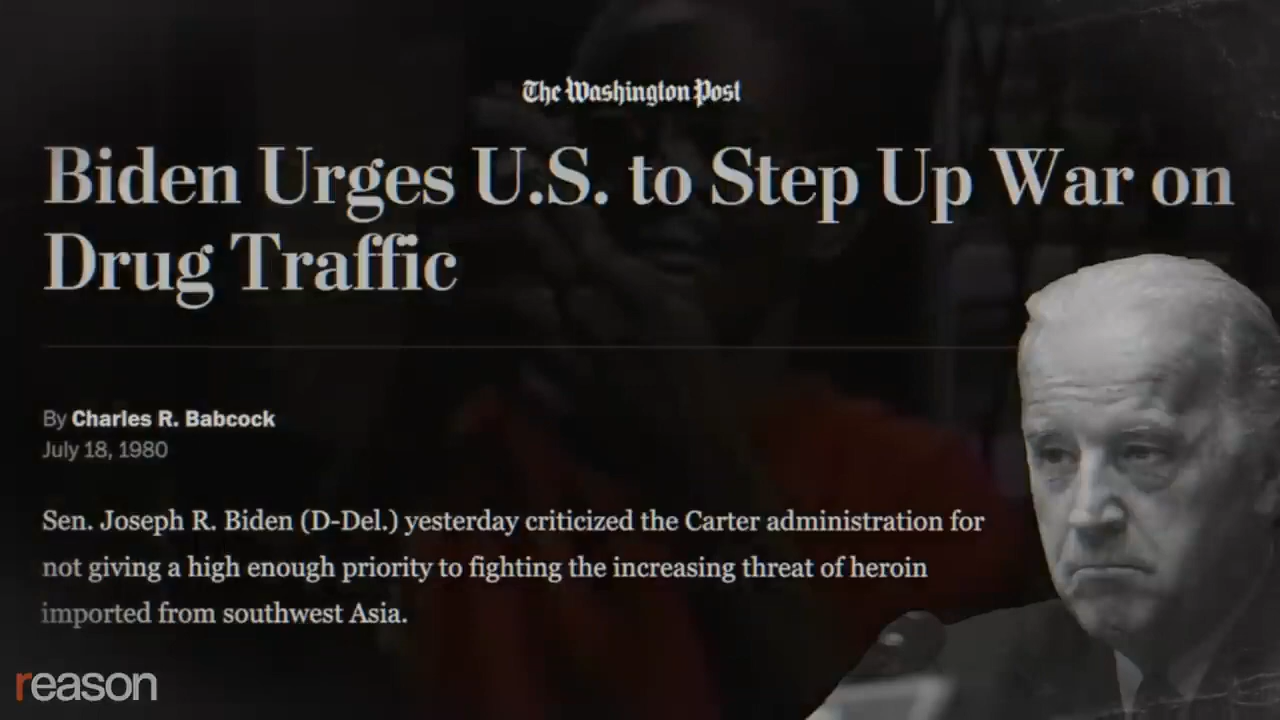 The Washington Post
Biden Urges U.S. to Step Up War on
Drug Traffic
By Charles R. Babcock
July 18, 1980
Sen. Joseph R. Biden (D-Del.) yesterday criticized the Carter administration for
not giving a high enough priority to fighting the increasing threat of heroin
imported from southwest Asia.
reason